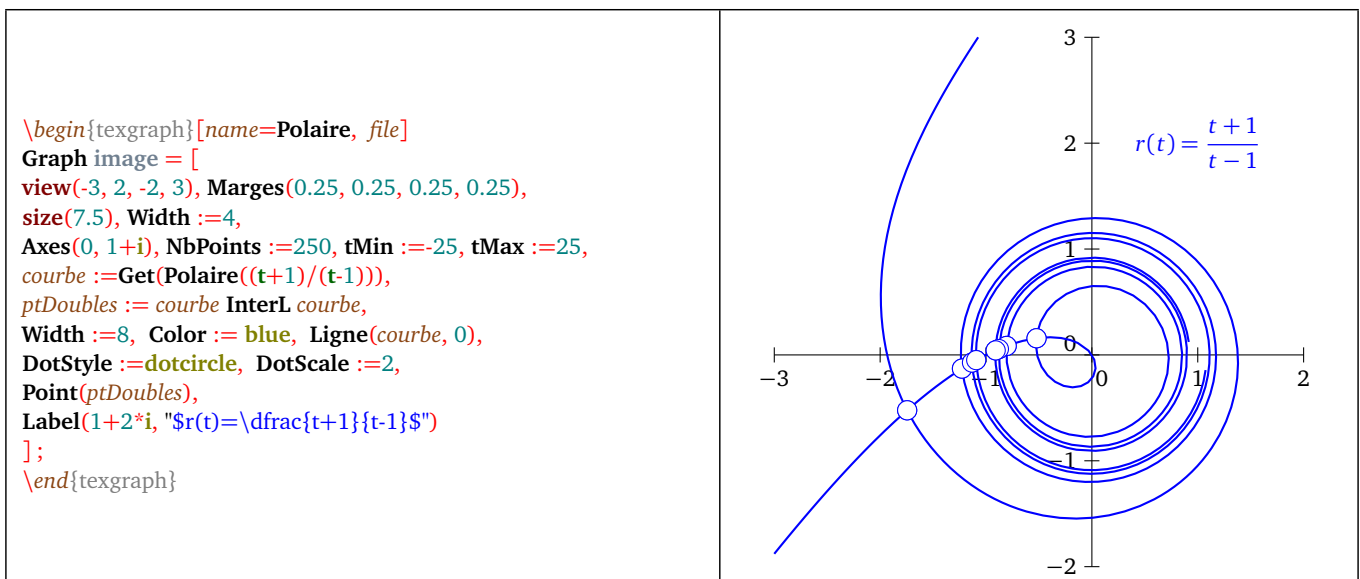 \begin{texgraph}[name=Polaire, file]
Graph image = [
view(-3, 2, -2, 3), Marges(0.25, 0.25, 0.25, 0.25),
size(7.5), Width :=4,
Axes(0, 1+i), NbPoints :=250, tMin :=-25, tMax :=25,
courbe :=Get(Polaire((t+1)/(t-1))),
ptDoubles := courbe InterL courbe,
Width :=8, Color := blue, Ligne(courbe, 0),
DotStyle :=dotcircle, DotScale :=2,
Point(ptDoubles),
Label(1+2*i, "$r(t)=\dfrac{t+1}{t-1}$")
];
\end{texgraph}
3
2
r(t) = t + 1
t − 1
1
0
−3
−2
−1
0
1
2
−1
−2